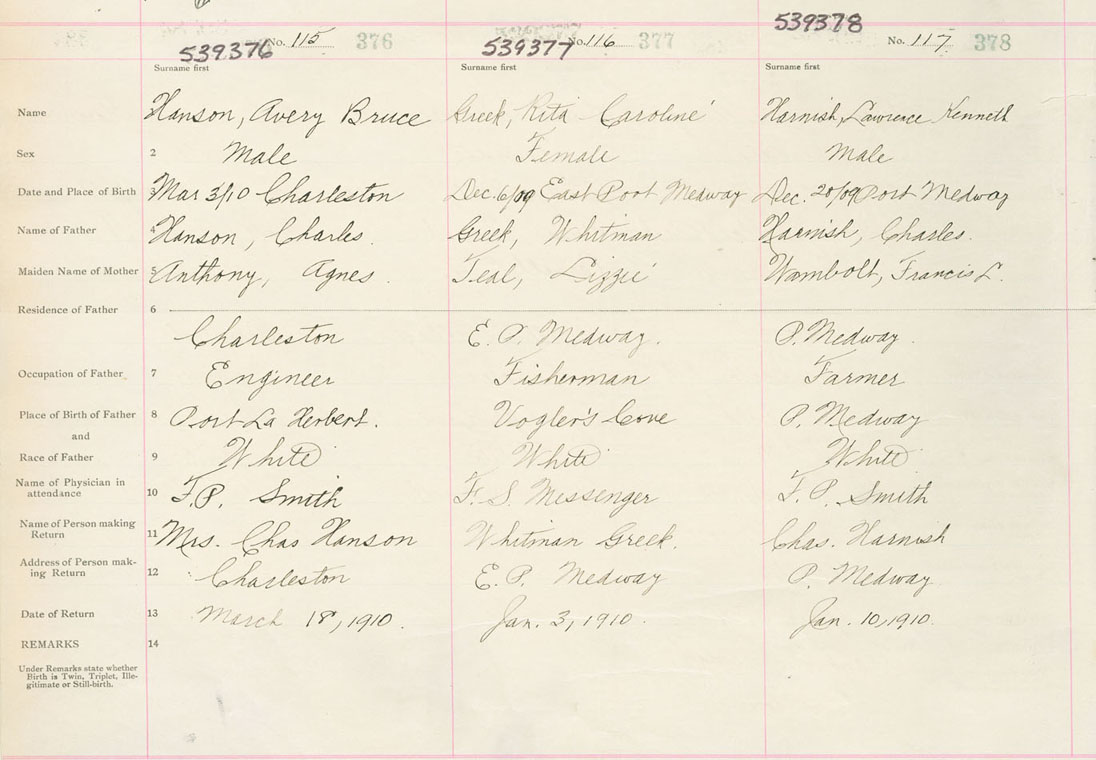 539376 No. 115 376 539377 No. 116 377 539378 No. 117 378
Surname first Surname first Surname first
Name 1 Hanson, Avery Bruce Greek, Rita Caroline Harnish, Lawrence Kenneth
Sex 2 Male Female Male
Date and Place of Birth 3 Mar 3/10 Charleston Dec. 6/09 East Port Medway Dec. 20/09 Port Medway
Name of Father 4 Hanson, Charles. Greek, Whitman Harnish, Charles.
Maiden Name of Mother 5 Anthony, Agnes Teal, Lizzie Wambolt, Francis L.
Residence of Father 6
Charleston E. P. Medway. P. Medway.
Occupation of Father 7 Engineer Fisherman Farmer
Place of Birth of Father 8 Port La Herbert. Vogler's Cove P. Medway
and
Race of Father 9 White White White
Name of Physician in
attendance 10 F. P. Smith F. S. Messenger F. P. Smith
Name of Person making
Return 11 Mrs. Chas Hanson Whitman Greek. Chas. Harnish
Address of Person mak-
ing Return 12 Charleston E. P. Medway P. Medway
Date of Return 13 March 18, 1910. Jan. 3, 1910. Jan. 10, 1910.
REMARKS 14
Under Remarks state whether
Birth is Twin, Triplet, Ille-
gitimate or Still-birth.